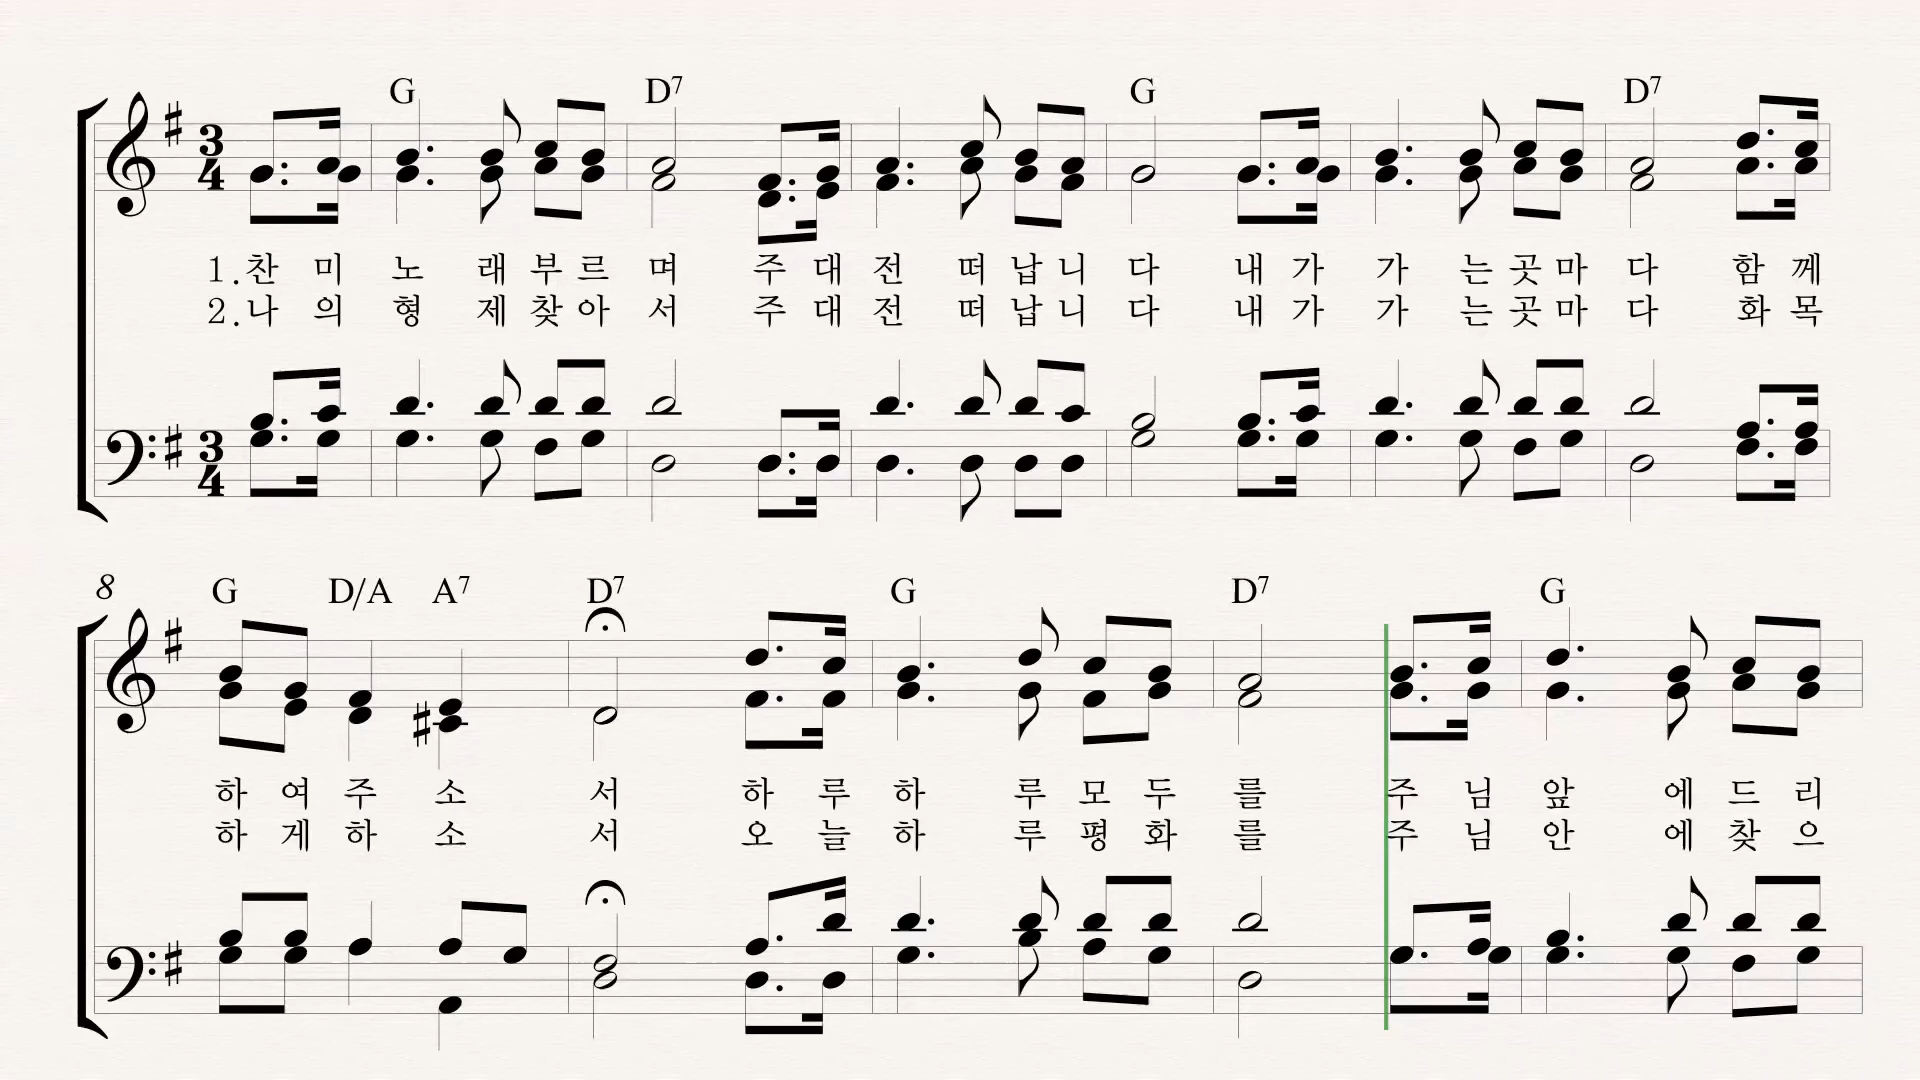 G D7 G D7
3 4
1.찬 미 노 래 부 르 며 주 대 전 떠 납 니 다 내 가 가 는 곳 마 다 함 께
2.나 의 형 제 찾 아 서 주 대 전 떠 납 니 다 내 가 가 는 곳 마 다 화 목
3 4
8 G D/A A7 D7 G D7 G
하 여 주 소 서 하 루 하 루 모 두 를 주 님 앞 에 드 리
하 게 하 소 서 오 늘 하 루 평 화 를 주 님 안 에 찾 으